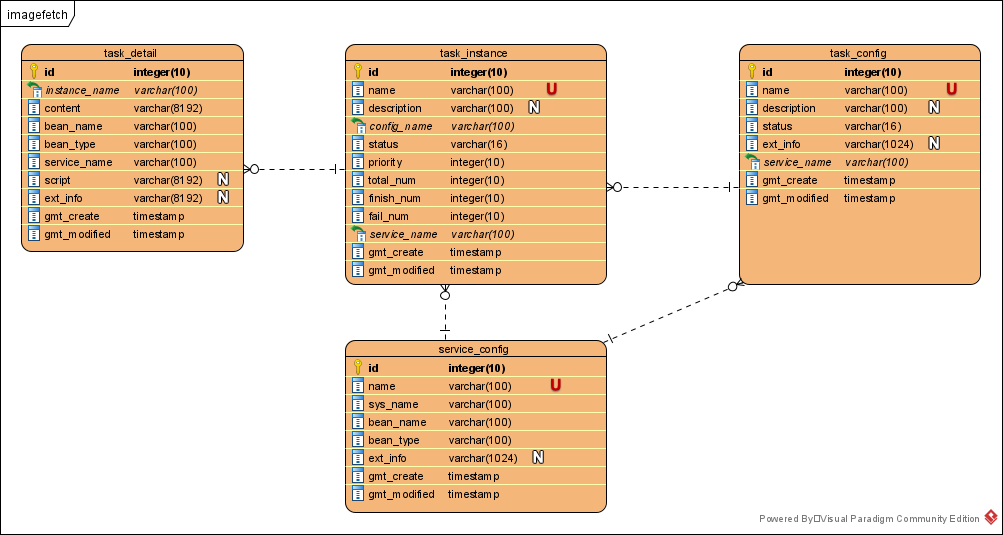 imagefetch
task_detail
id integer(10)
instance_name varchar(100)
content varchar(8192)
bean_name varchar(100)
bean_type varchar(100)
service_name varchar(100)
script varchar(8192) N
ext_info varchar(8192) N
gmt_create timestamp
gmt_modified timestamp
task_instance
id integer(10)
name varchar(100) U
description varchar(100) N
config_name varchar(100)
status varchar(16)
priority integer(10)
total_num integer(10)
finish_num integer(10)
fail_num integer(10)
service_name varchar(100)
gmt_create timestamp
gmt_modified timestamp
task_config
id integer(10)
name varchar(100) U
description varchar(100) N
status varchar(16)
ext_info varchar(1024) N
service_name varchar(100)
gmt_create timestamp
gmt_modified timestamp
service_config
id integer(10)
name varchar(100) U
sys_name varchar(100)
bean_name varchar(100)
bean_type varchar(100)
ext_info varchar(1024) N
gmt_create timestamp
gmt_modified timestamp
Powered By Visual Paradigm Community Edition